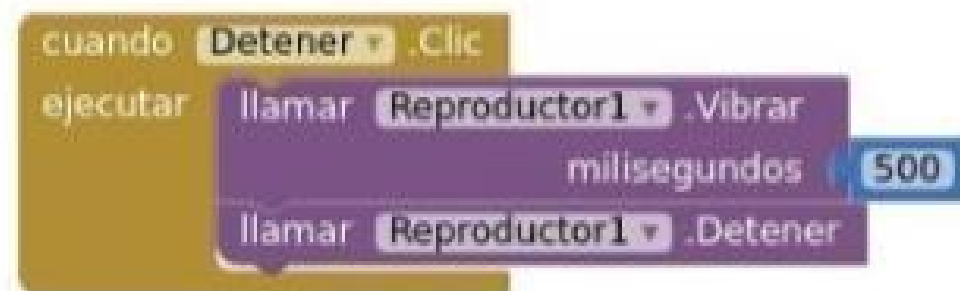 cuando Detener .Clic
ejecutar llamar Reproductor1 .Vibrar
milisegundos 500
llamar Reproductor1 .Detener